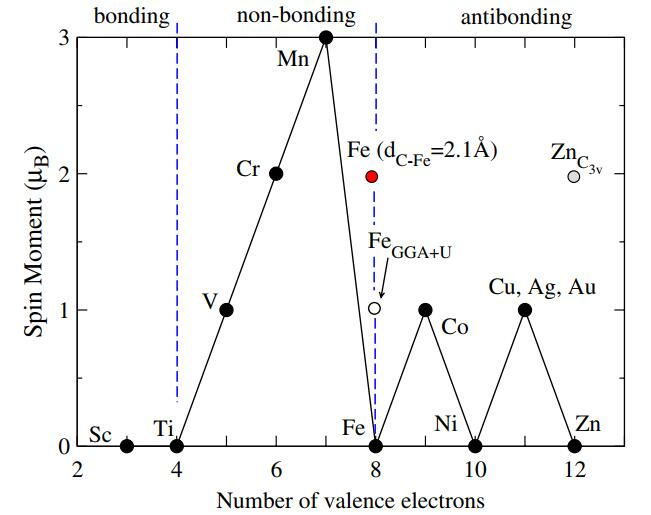 bonding non-bonding antibonding
3
Mn
Fe (dC-Fe=2.1Å)
ZnC3v
Cr
2
FeGGA+U
Cu, Ag, Au
V
1
Co
Sc Ti Fe Ni Zn
0
2 4 6 8 10 12
Number of valence electrons
Spin Moment (μB)